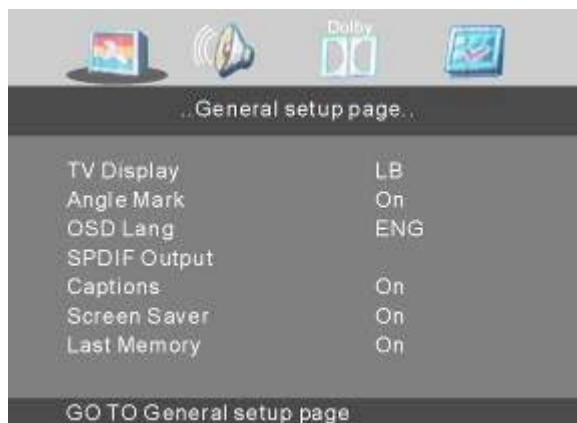 Dolby
..General setup page..
TV Display LB
Angle Mark On
OSD Lang ENG
SPDIF Output
Captions On
Screen Saver On
Last Memory On
GO TO General setup page